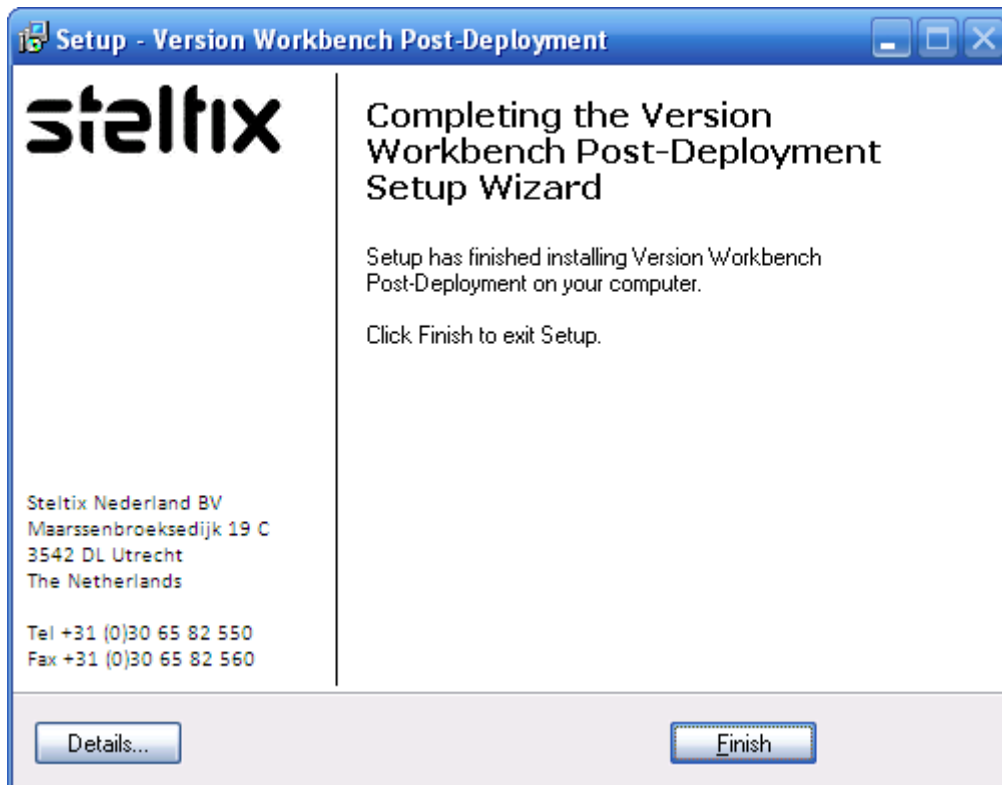 Setup - Version Workbench Post-Deployment
steltix
Completing the Version
Workbench Post-Deployment
Setup Wizard
Setup has finished installing Version Workbench
Post-Deployment on your computer.
Click Finish to exit Setup.
Steltix Nederland BV
Maarssenbroeksedijk 19 C
3542 DL Utrecht
The Netherlands
Tel +31 (0)30 65 82 550
Fax +31 (0)30 65 82 560
Details...
Finish